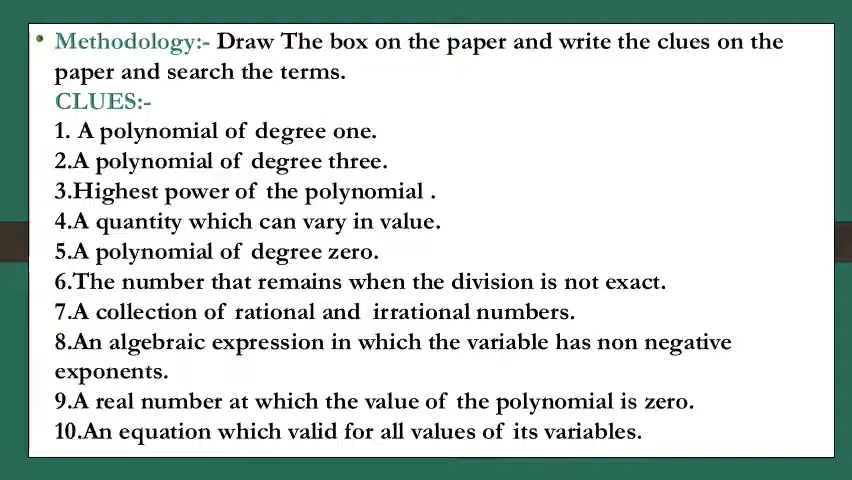 • Methodology:- Draw The box on the paper and write the clues on the
paper and search the terms.
CLUES:-
1. A polynomial of degree one.
2.A polynomial of degree three.
3.Highest power of the polynomial .
4.A quantity which can vary in value.
5.A polynomial of degree zero.
6.The number that remains when the division is not exact.
7.A collection of rational and irrational numbers.
8.An algebraic expression in which the variable has non negative
exponents.
9.A real number at which the value of the polynomial is zero.
10.An equation which valid for all values of its variables.